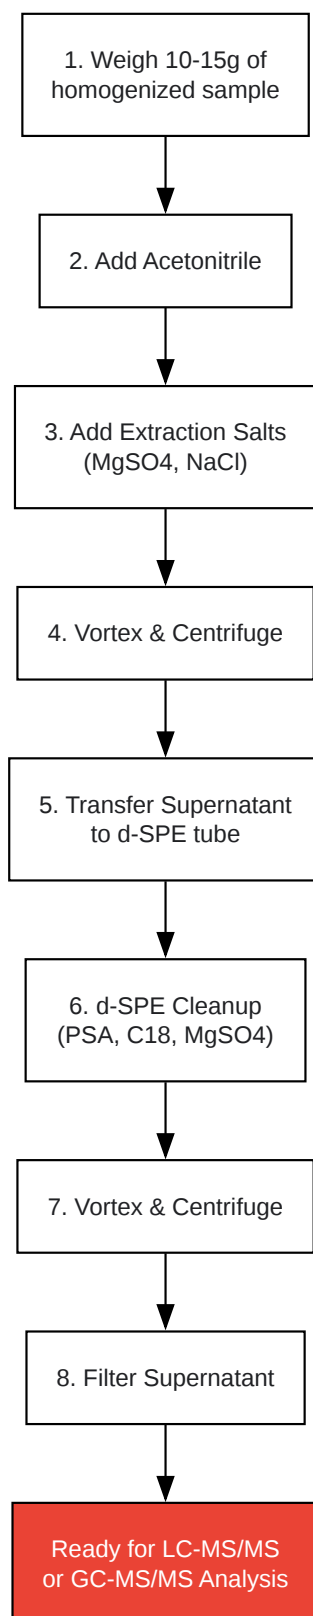 1. Weigh 10-15g of
homogenized sample
2. Add Acetonitrile
3. Add Extraction Salts
(MgSO4, NaCl)
4. Vortex & Centrifuge
5. Transfer Supernatant
to d-SPE tube
6. d-SPE Cleanup
(PSA, C18, MgSO4)
7. Vortex & Centrifuge
8. Filter Supernatant
Ready for LC-MS/MS
or GC-MS/MS Analysis